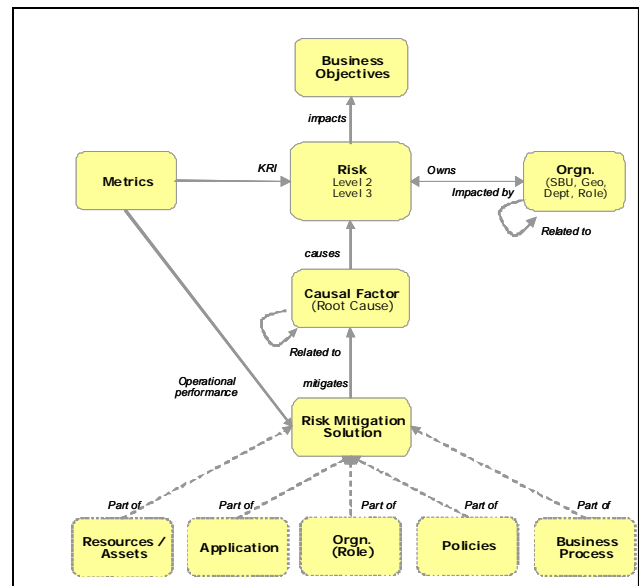 Business
Objectives
impacts
Metrics
KRI
Risk
Level 2
Level 3
Owns
Impacted by
Orgn.
(SBU, Geo,
Dept, Role)
Related to
causes
Causal Factor
(Root Cause)
Related to
Operational
performance
mitigates
Risk Mitigation
Solution
Part of
Part of
Part of
Part of
Part of
Resources /
Assets
Application
Orgn.
(Role)
Policies
Business
Process